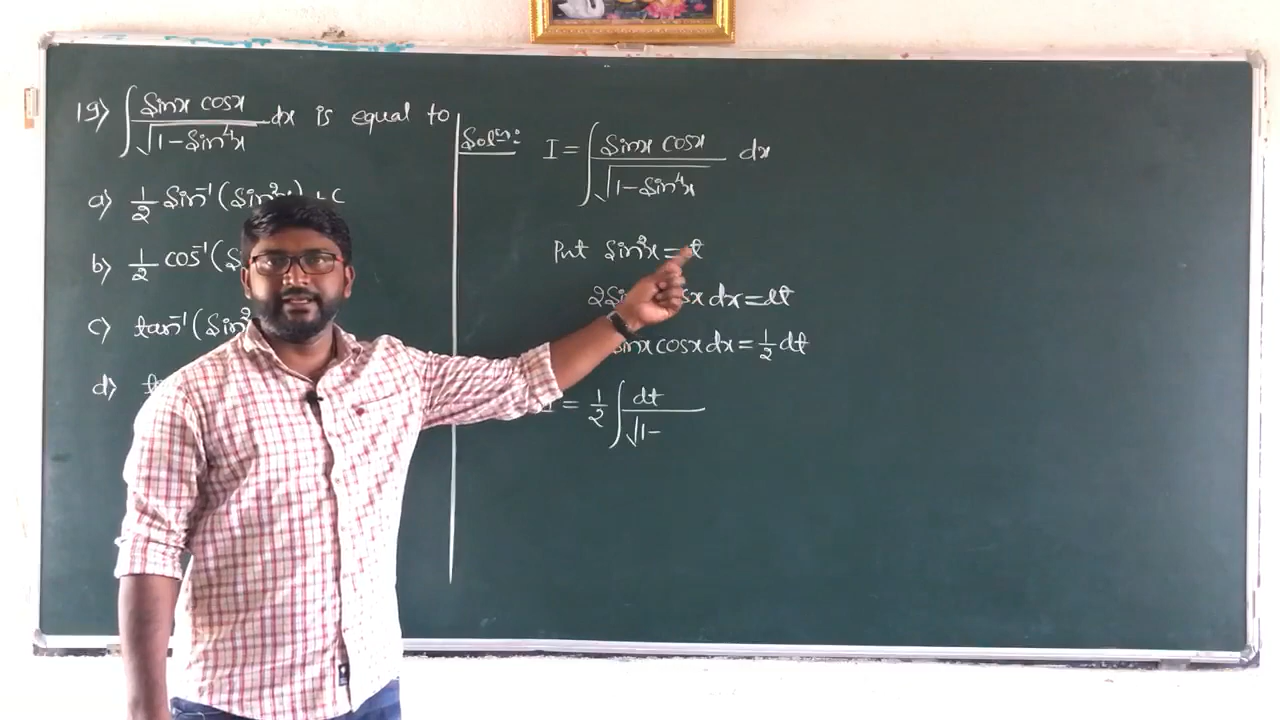 19) ∫ Sinx cosx / √1-Sin⁴x dx is equal to
a) 1/2 Sin⁻¹(Sin²x) + C
b) 1/2 cos⁻¹(S
c) tan⁻¹(Sin²
d)
Solⁿ:
I = ∫ Sinx cosx / √1-Sin⁴x dx
Put Sin²x = t
2Sin cosx dx = dt
Sinx cosx dx = 1/2 dt
I = 1/2 ∫ dt / √1-